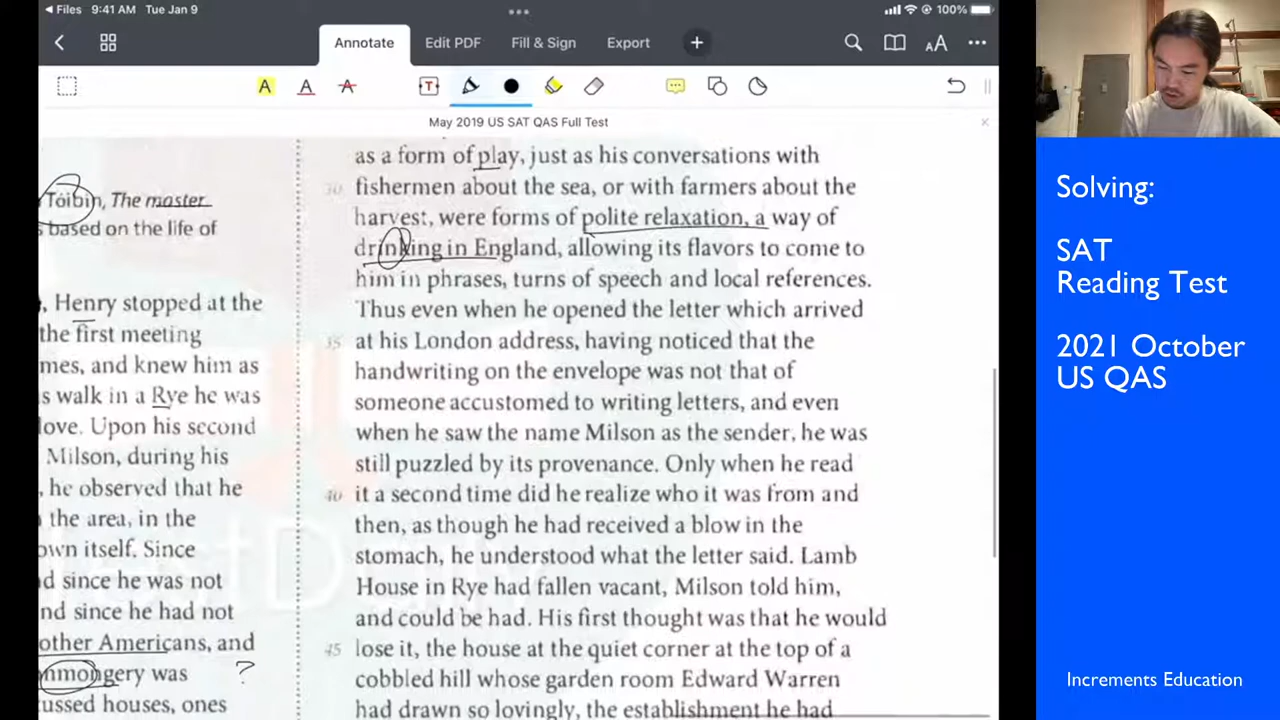 Files 9:41 AM Tue Jan 9
100%
Annotate Edit PDF Fill & Sign Export
AA
A A A T
May 2019 US SAT QAS Full Test
Tóibín, The master
s based on the life of
, Henry stopped at the
the first meeting
mes, and knew him as
s walk in a Rye he was
love. Upon his second
Milson, during his
, he observed that he
the area, in the
own itself. Since
d since he was not
nd since he had not
other Americans, and
nmongery was ?
ussed houses, ones
as a form of play, just as his conversations with
30 fishermen about the sea, or with farmers about the
harvest, were forms of polite relaxation, a way of
drinking in England, allowing its flavors to come to
him in phrases, turns of speech and local references.
Thus even when he opened the letter which arrived
35 at his London address, having noticed that the
handwriting on the envelope was not that of
someone accustomed to writing letters, and even
when he saw the name Milson as the sender, he was
still puzzled by its provenance. Only when he read
40 it a second time did he realize who it was from and
then, as though he had received a blow in the
stomach, he understood what the letter said. Lamb
House in Rye had fallen vacant, Milson told him,
and could be had. His first thought was that he would
45 lose it, the house at the quiet corner at the top of a
cobbled hill whose garden room Edward Warren
had drawn so lovingly, the establishment he had
Solving:
SAT
Reading Test
2021 October
US QAS
Increments Education